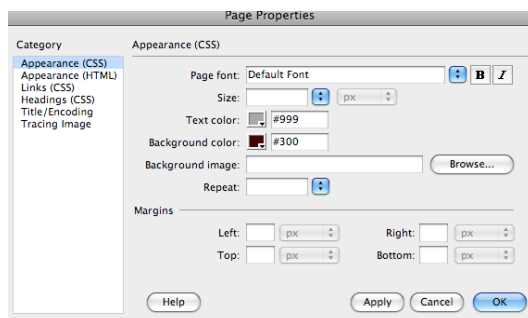 Page Properties
Category
Appearance (CSS)
Appearance (HTML)
Links (CSS)
Headings (CSS)
Title/Encoding
Tracing Image
Appearance (CSS)
Page font: Default Font B I
Size: px
Text color: #999
Background color: #300
Background image: Browse...
Repeat:
Margins
Left: px Right: px
Top: px Bottom: px
Help Apply Cancel OK